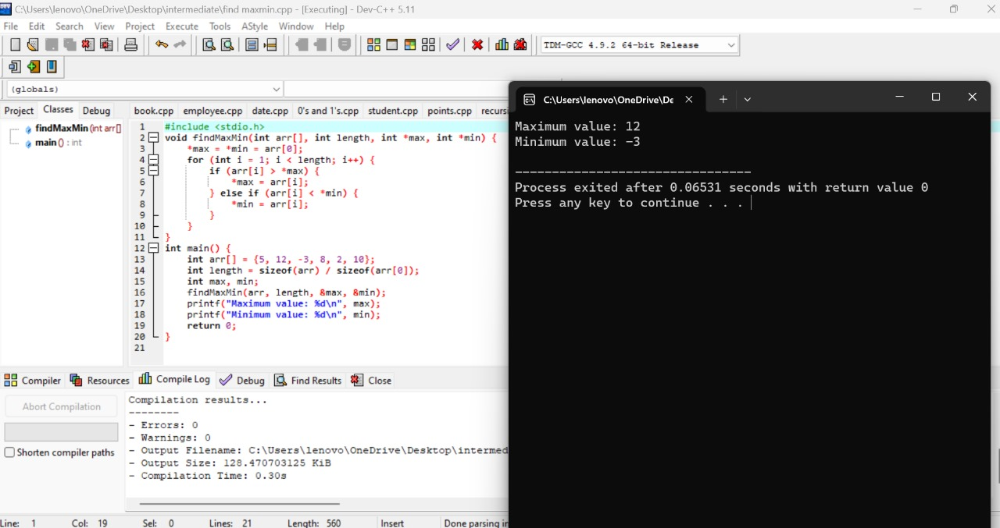 C:\Users\lenovo\OneDrive\Desktop\intermediate\find maxmin.cpp - [Executing] - Dev-C++ 5.11
File Edit Search View Project Execute Tools AStyle Window Help
TDM-GCC 4.9.2 64-bit Release
(globals)
Project Classes Debug
findMaxMin (int arr[]
main () : int
book.cpp employee.cpp date.cpp 0's and 1's.cpp student.cpp points.cpp recursi
1 #include <stdio.h>
2 void findMaxMin(int arr[], int length, int *max, int *min) {
3 *max = *min = arr[0];
4 for (int i = 1; i < length; i++) {
5 if (arr[i] > *max) {
6 *max = arr[i];
7 } else if (arr[i] < *min) {
8 *min = arr[i];
9 }
10 }
11 }
12 int main() {
13 int arr[] = {5, 12, -3, 8, 2, 10};
14 int length = sizeof(arr) / sizeof(arr[0]);
15 int max, min;
16 findMaxMin(arr, length, &max, &min);
17 printf("Maximum value: %d\n", max);
18 printf("Minimum value: %d\n", min);
19 return 0;
20 }
21
C:\Users\lenovo\OneDrive\De
Maximum value: 12
Minimum value: -3
--------------------------------
Process exited after 0.06531 seconds with return value 0
Press any key to continue . . .
Compiler Resources Compile Log Debug Find Results Close
Abort Compilation
Shorten compiler paths
Compilation results...
--------
- Errors: 0
- Warnings: 0
- Output Filename: C:\Users\lenovo\OneDrive\Desktop\intermed
- Output Size: 128.470703125 KiB
- Compilation Time: 0.30s
Line: 1 Col: 19 Sel: 0 Lines: 21 Length: 560 Insert Done parsing in